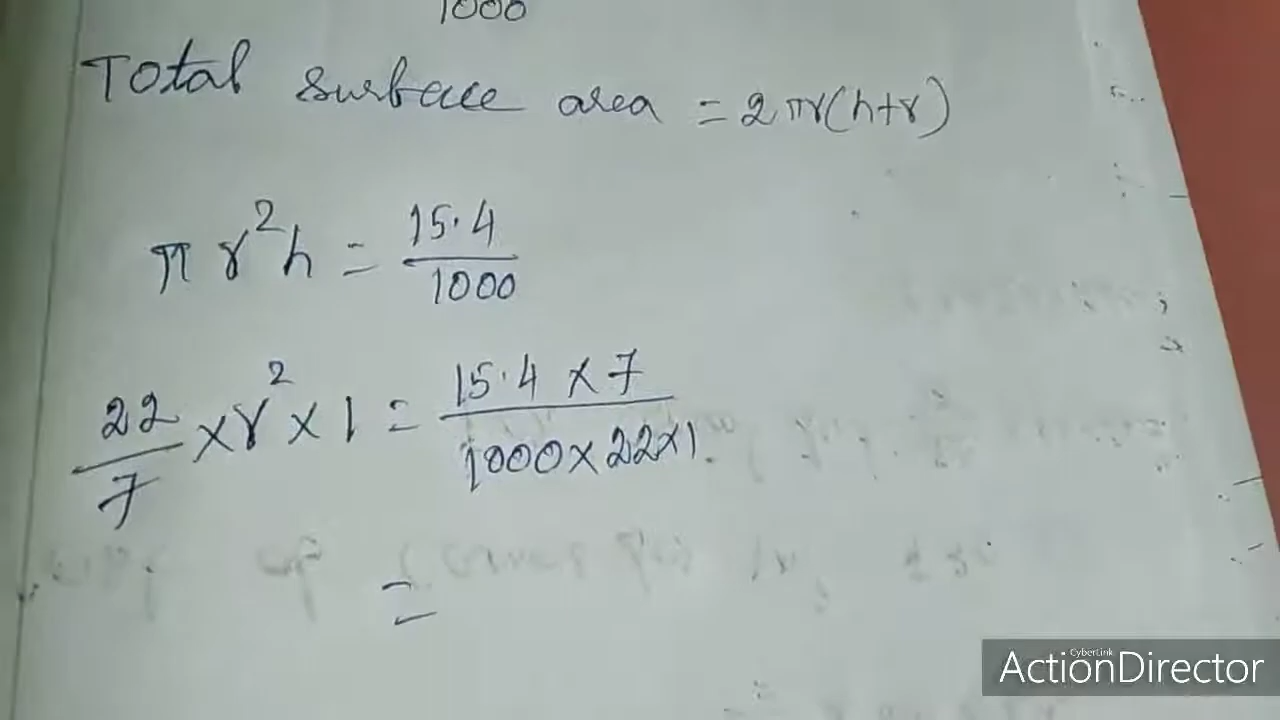 1000
Total surface area = 2πr(h+r)
πr²h = 15.4/1000
22/7 × r² × 1 = 15.4 × 7/1000 × 22 × 1
=
CyberLink
ActionDirector